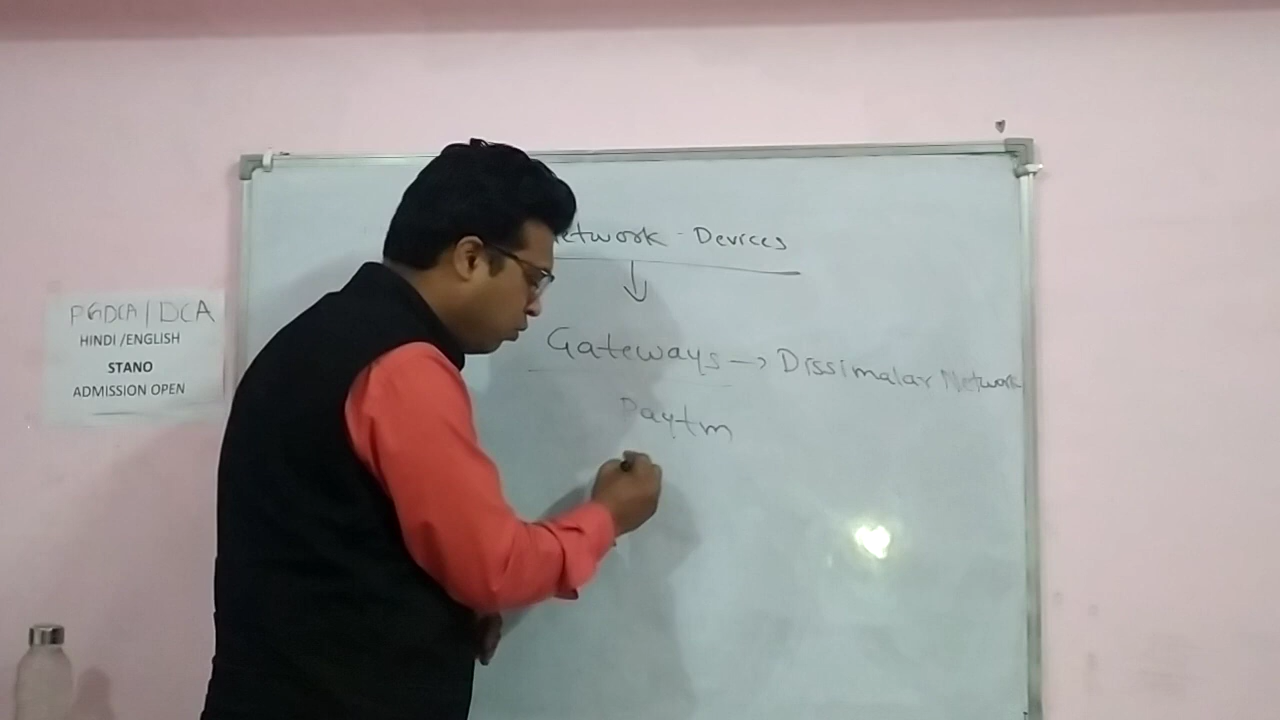 etwork Devices
Gateways → Dissimalar Network
Paytm
PGDCA/DCA
HINDI /ENGLISH
STANO
ADMISSION OPEN